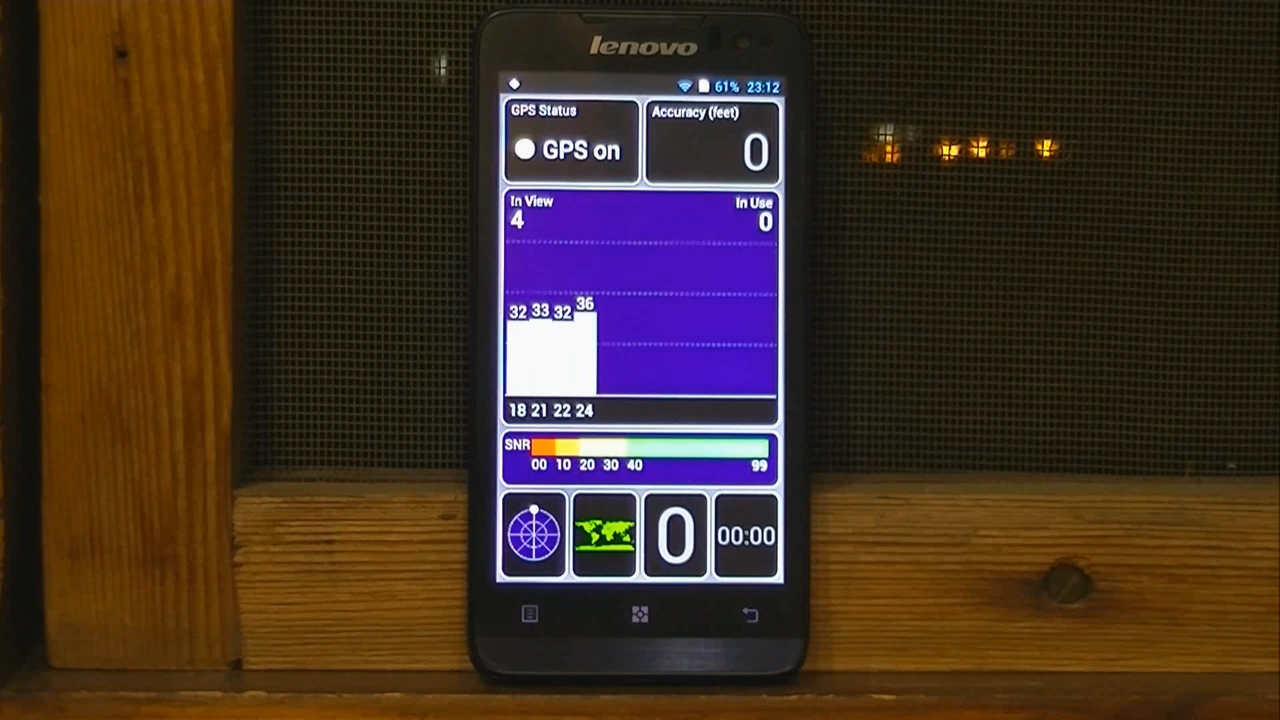 lenovo
61% 23:12
GPS Status
GPS on
Accuracy (feet)
0
In View
4
In Use
0
32 33 32 36
18 21 22 24
SNR
00 10 20 30 40 99
0
00:00